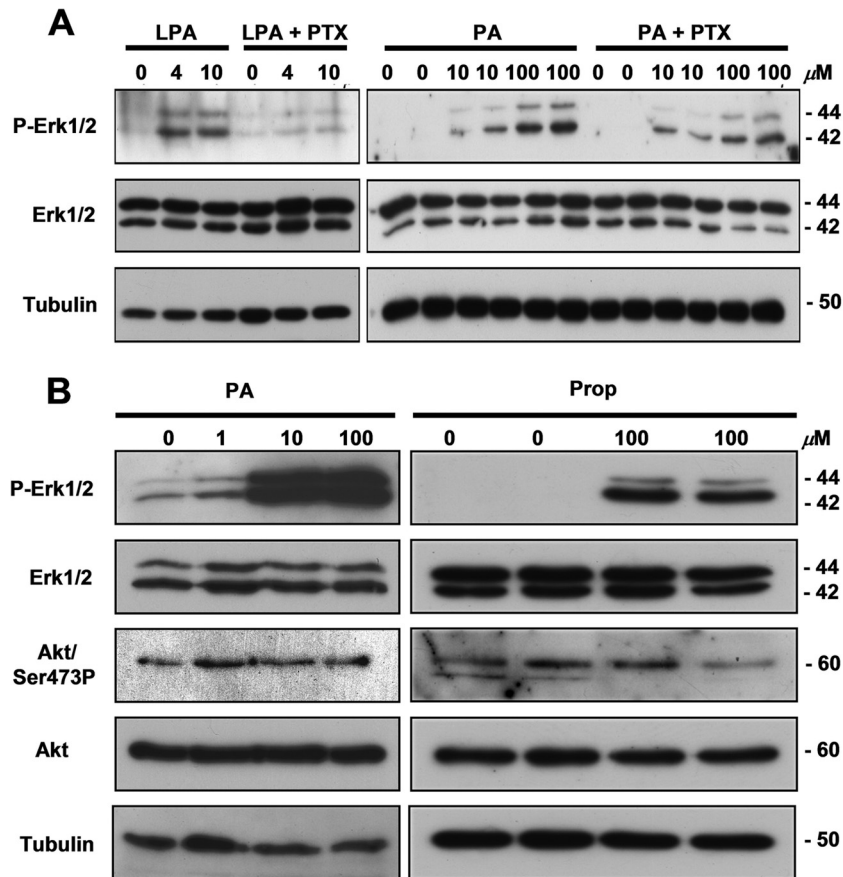 A
LPA LPA + PTX PA PA + PTX
0 4 10 0 4 10 0 0 10 10 100 100 0 0 10 10 100 100 μM
P-Erk1/2 - 44
- 42
Erk1/2 - 44
- 42
Tubulin - 50
B
PA Prop
0 1 10 100 0 0 100 100 μM
P-Erk1/2 - 44
- 42
Erk1/2 - 44
- 42
Akt/
Ser473P - 60
Akt - 60
Tubulin - 50